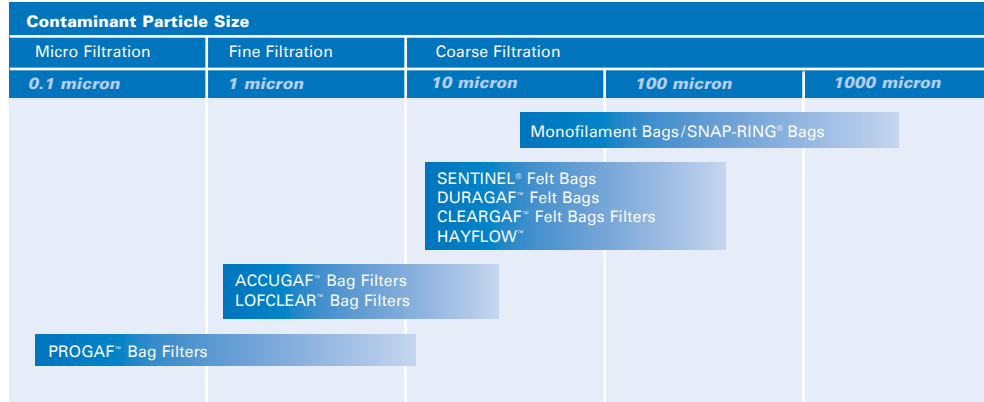 Contaminant Particle Size
Micro Filtration Fine Filtration Coarse Filtration
0.1 micron 1 micron 10 micron 100 micron 1000 micron
Monofilament Bags/SNAP-RING® Bags
SENTINEL® Felt Bags
DURAGAF™ Felt Bags
CLEARGAF™ Felt Bags Filters
HAYFLOW™
ACCUGAF™ Bag Filters
LOFCLEAR™ Bag Filters
PROGAF™ Bag Filters